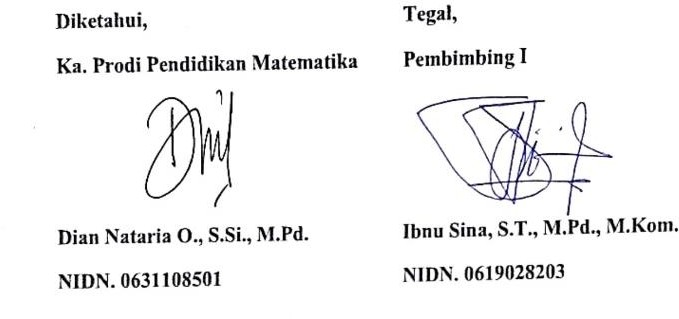 Diketahui,
Ka. Prodi Pendidikan Matematika
Dian Nataria O., S.Si., M.Pd.
NIDN. 0631108501
Tegal,
Pembimbing I
Ibnu Sina, S.T., M.Pd., M.Kom.
NIDN. 0619028203